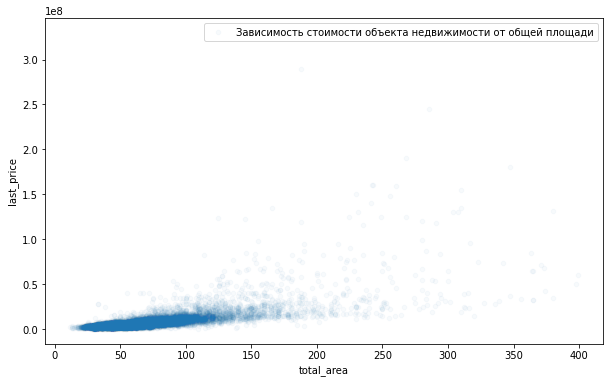 1e8
Зависимость стоимости объекта недвижимости от общей площади
3.0
2.5
2.0
1.5
1.0
0.5
0.0
last_price
0 50 100 150 200 250 300 350 400
total_area